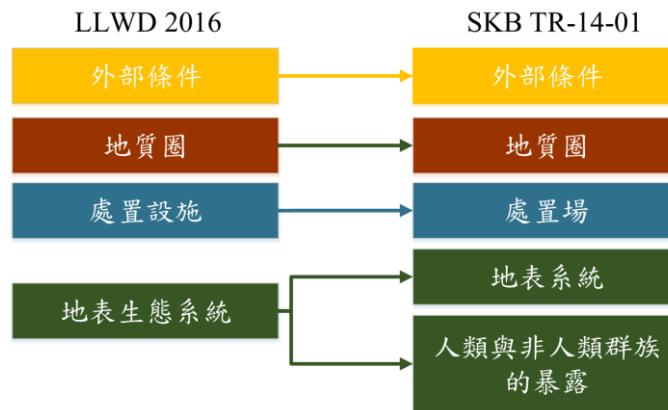 LLWD 2016
SKB TR-14-01
外部條件
外部條件
地質圈
地質圈
處置設施
處置場
地表生態系統
地表系統
人類與非人類群族
的暴露